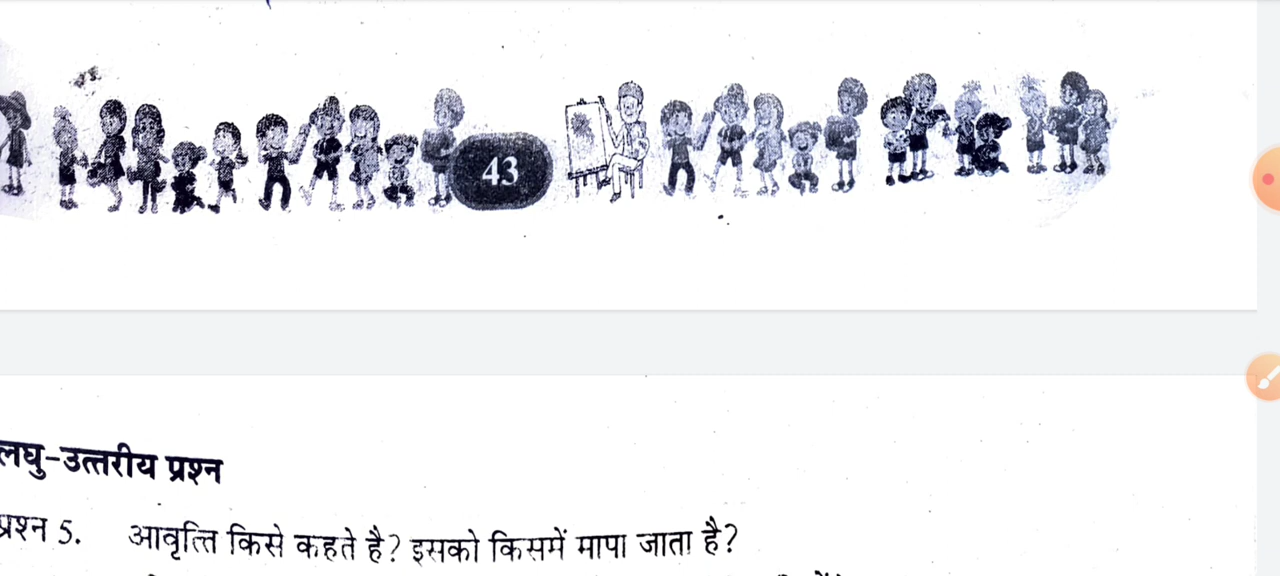 43
लघु-उत्तरीय प्रश्न
प्रश्न 5. आवृत्ति किसे कहते है? इसको किसमें मापा जाता है?